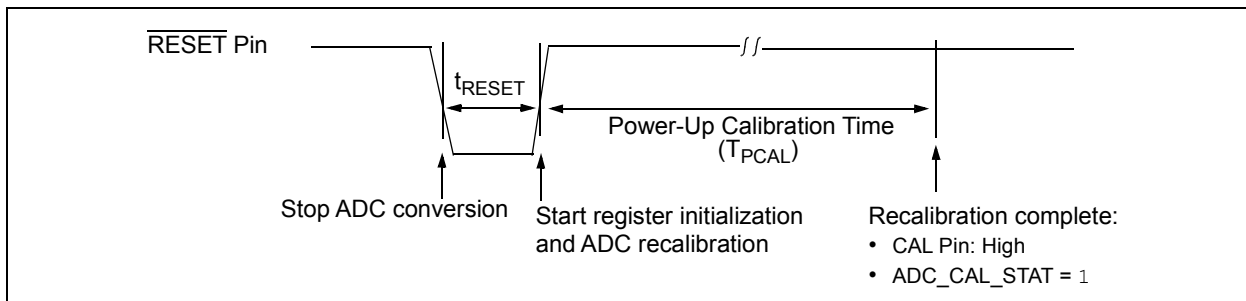 RESET Pin
tRESET
Power-Up Calibration Time
(TPCAL)
Stop ADC conversion
Start register initialization
and ADC recalibration
Recalibration complete:
• CAL Pin: High
• ADC_CAL_STAT = 1